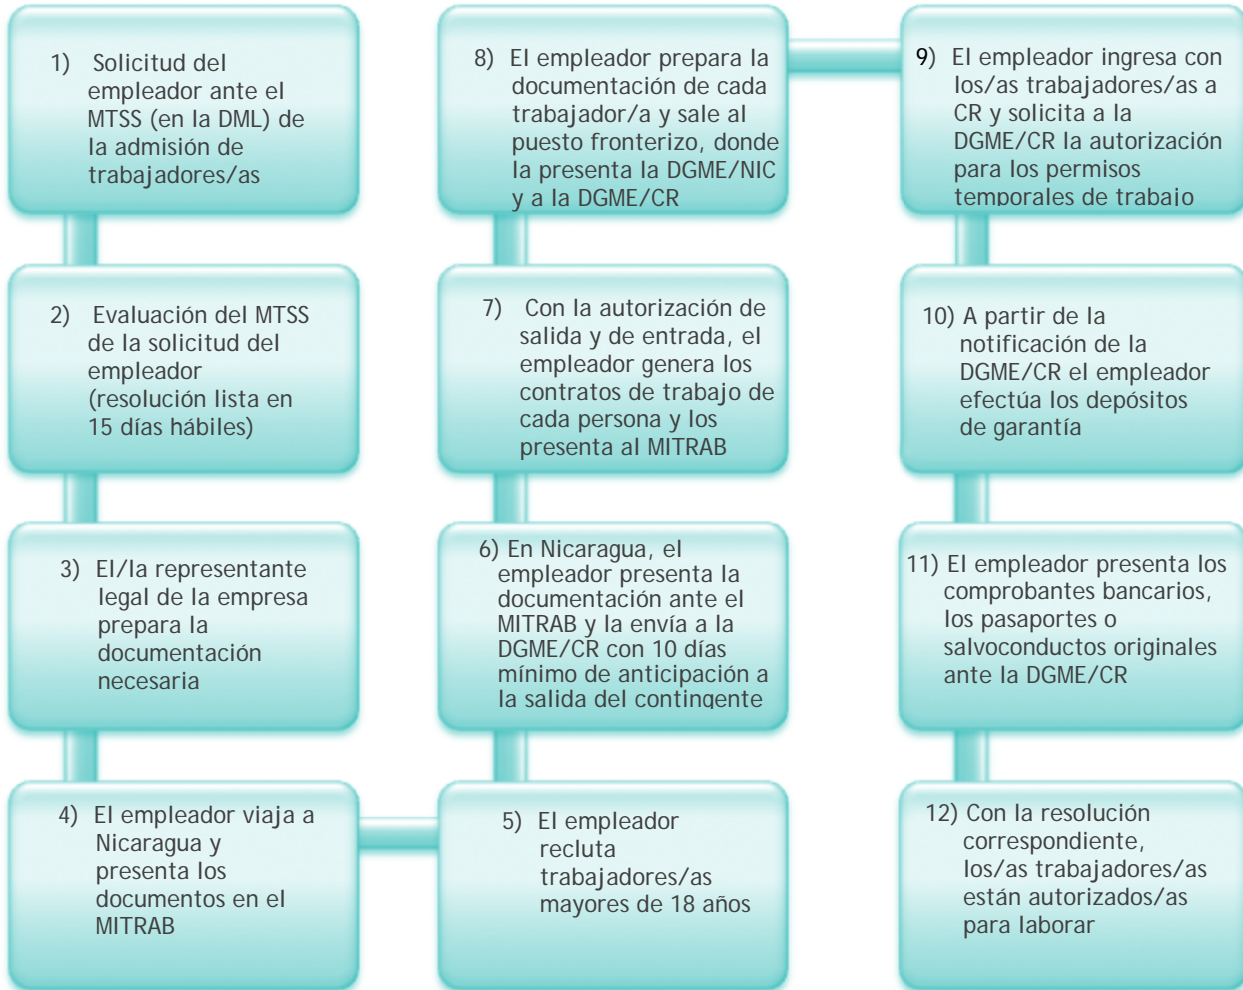 1) Solicitud del
empleador ante el
MTSS (en la DML) de
la admisión de
trabajadores/as
2) Evaluación del MTSS
de la solicitud del
empleador
(resolución lista en
15 días hábiles)
3) El/la representante
legal de la empresa
prepara la
documentación
necesaria
4) El empleador viaja a
Nicaragua y
presenta los
documentos en el
MITRAB
5) El empleador
recluta
trabajadores/as
mayores de 18 años
6) En Nicaragua, el
empleador presenta la
documentación ante el
MITRAB y la envía a la
DGME/CR con 10 días
mínimo de anticipación a
la salida del contingente
7) Con la autorización de
salida y de entrada, el
empleador genera los
contratos de trabajo de
cada persona y los
presenta al MITRAB
8) El empleador prepara la
documentación de cada
trabajador/a y sale al
puesto fronterizo, donde
la presenta la DGME/NIC
y a la DGME/CR
9) El empleador ingresa con
los/as trabajadores/as a
CR y solicita a la
DGME/CR la autorización
para los permisos
temporales de trabajo
10) A partir de la
notificación de la
DGME/CR el empleador
efectúa los depósitos
de garantía
11) El empleador presenta los
comprobantes bancarios,
los pasaportes o
salvoconductos originales
ante la DGME/CR
12) Con la resolución
correspondiente,
los/as trabajadores/as
están autorizados/as
para laborar